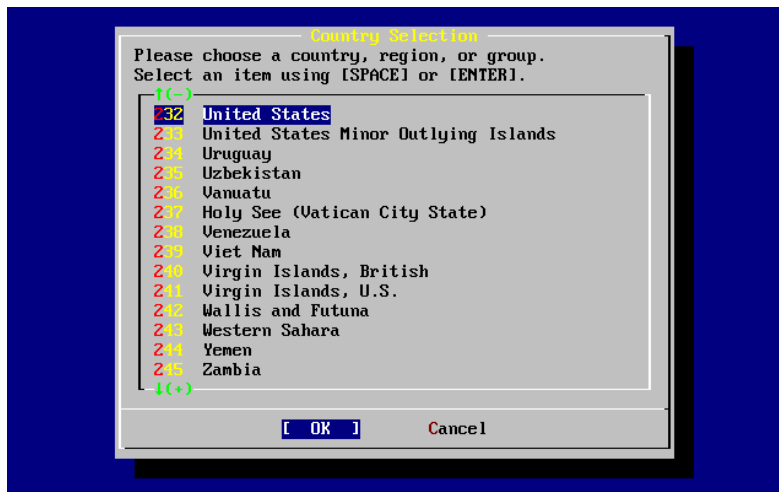 Country Selection
Please choose a country, region, or group.
Select an item using [SPACE] or [ENTER].
↑(-)
232 United States
233 United States Minor Outlying Islands
234 Uruguay
235 Uzbekistan
236 Vanuatu
237 Holy See (Vatican City State)
238 Venezuela
239 Viet Nam
240 Virgin Islands, British
241 Virgin Islands, U.S.
242 Wallis and Futuna
243 Western Sahara
244 Yemen
245 Zambia
↓(+)
[ OK ] Cancel